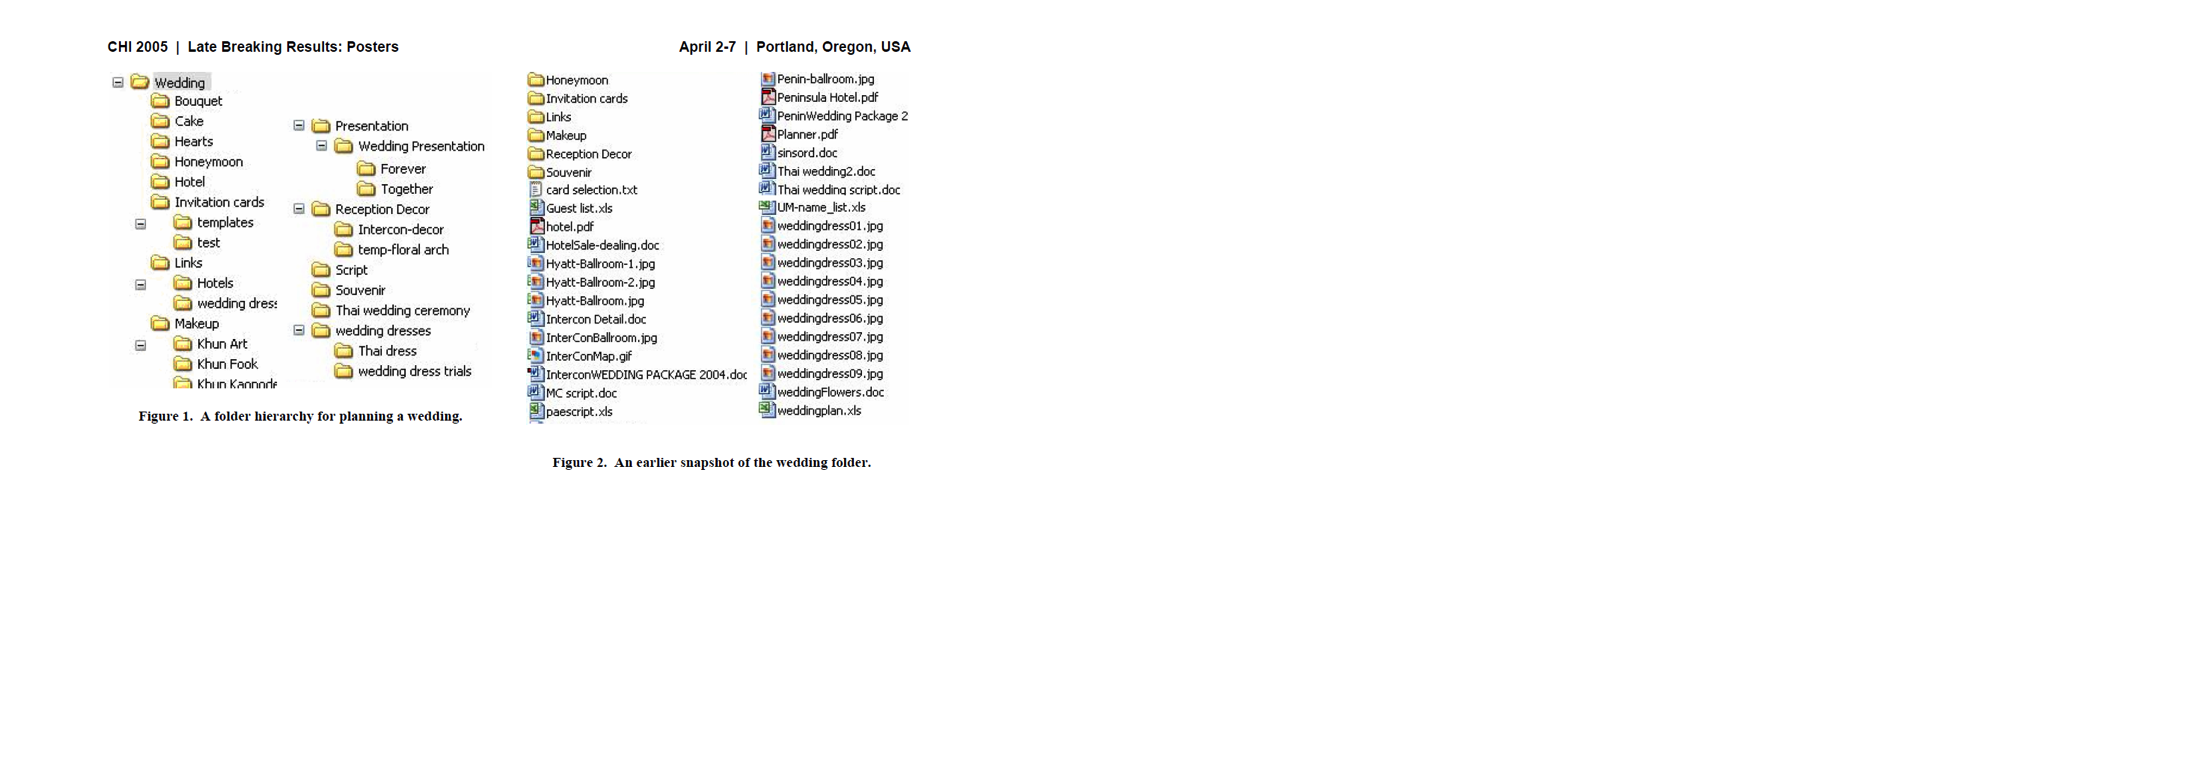 CHI 2005 | Late Breaking Results: Posters
April 2-7 | Portland, Oregon, USA
Wedding
Bouquet
Cake
Hearts
Honeymoon
Hotel
Invitation cards
templates
test
Links
Hotels
wedding dress
Makeup
Khun Art
Khun Fook
Khun
Presentation
Wedding Presentation
Forever
Together
Reception Decor
Intercon-decor
temp-floral arch
Script
Souvenir
Thai wedding ceremony
wedding dresses
Thai dress
wedding dress trials
Figure 1. A folder hierarchy for planning a wedding.
Honeymoon
Invitation cards
Links
Makeup
Reception Decor
Souvenir
card selection.txt
Guest list.xls
hotel.pdf
HotelSale-dealing.doc
Hyatt-Ballroom-1.jpg
Hyatt-Ballroom-2.jpg
Hyatt-Ballroom.jpg
Intercon Detail.doc
InterConBallroom.jpg
InterConMap.gif
InterconWEDDING PACKAGE 2004.doc
MC script.doc
paescript.xls
Penin-ballroom.jpg
Peninsula Hotel.pdf
PeninWedding Package 2
Planner.pdf
sinsord.doc
Thai wedding2.doc
Thai wedding script.doc
UM-name_list.xls
weddingdress01.jpg
weddingdress02.jpg
weddingdress03.jpg
weddingdress04.jpg
weddingdress05.jpg
weddingdress06.jpg
weddingdress07.jpg
weddingdress08.jpg
weddingdress09.jpg
weddingFlowers.doc
weddingplan.xls
Figure 2. An earlier snapshot of the wedding folder.